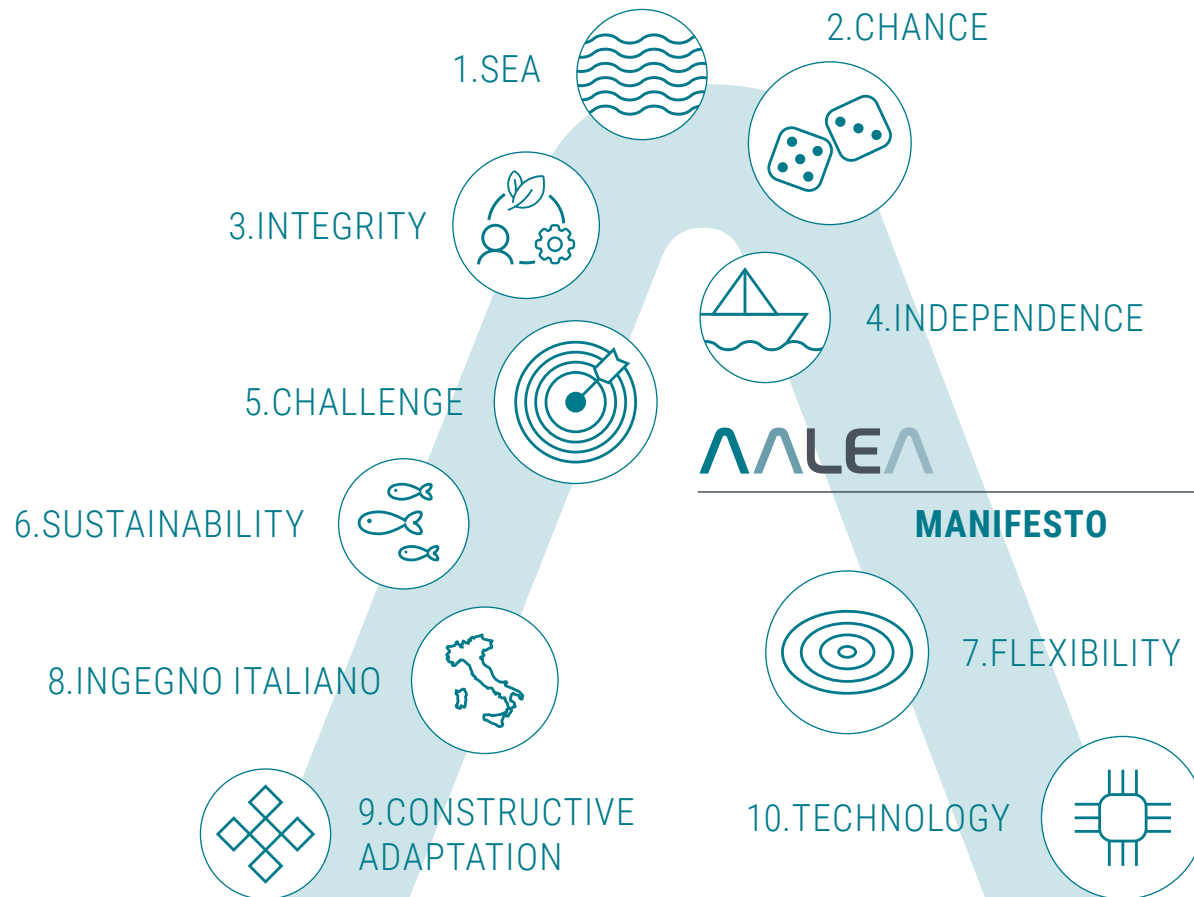 1.SEA
2.CHANCE
3.INTEGRITY
4.INDEPENDENCE
5.CHALLENGE
AALEA
MANIFESTO
6.SUSTAINABILITY
7.FLEXIBILITY
8.INGEGNO ITALIANO
9.CONSTRUCTIVE
ADAPTATION
10.TECHNOLOGY